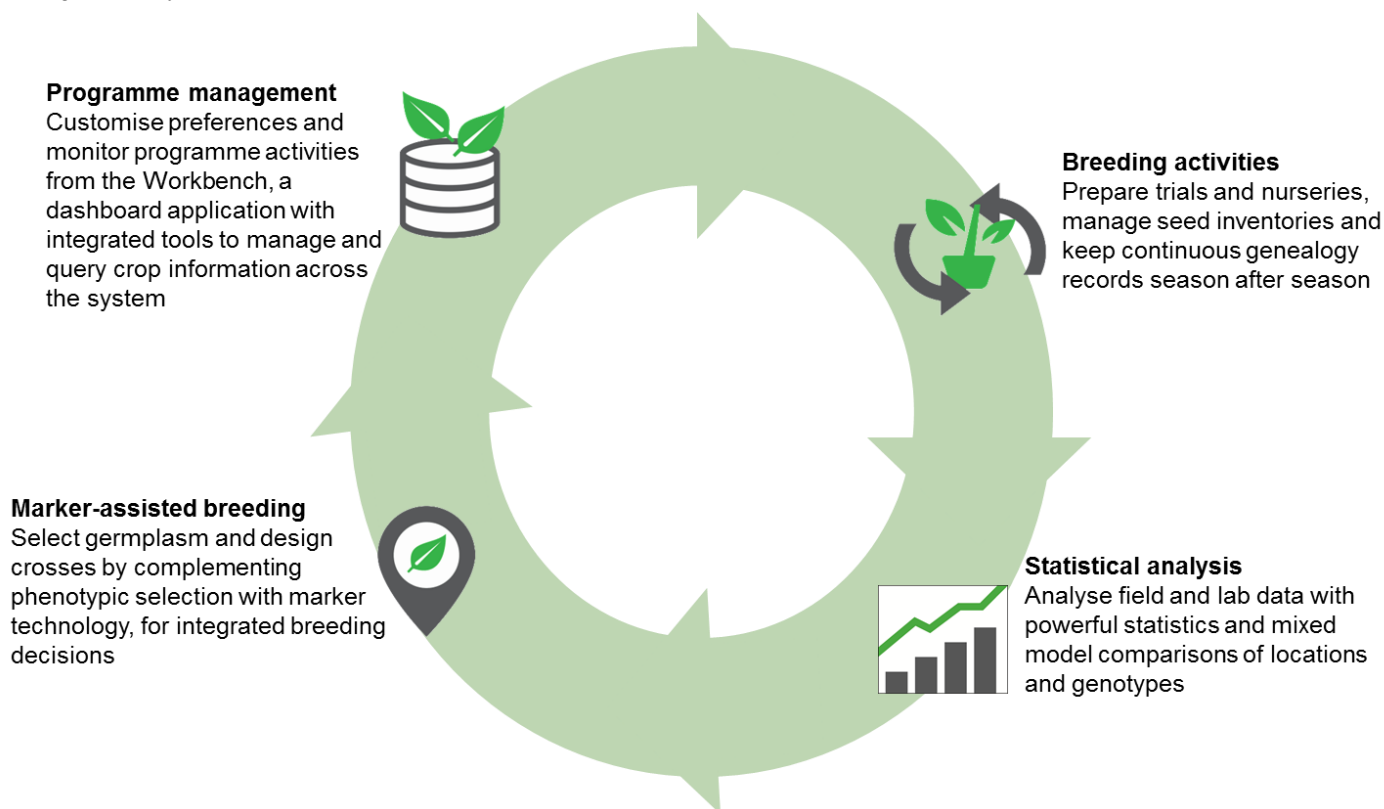 Programme management
Customise preferences and
monitor programme activities
from the Workbench, a
dashboard application with
integrated tools to manage and
query crop information across
the system
Breeding activities
Prepare trials and nurseries,
manage seed inventories and
keep continuous genealogy
records season after season
Marker-assisted breeding
Select germplasm and design
crosses by complementing
phenotypic selection with marker
technology, for integrated breeding
decisions
Statistical analysis
Analyse field and lab data with
powerful statistics and mixed
model comparisons of locations
and genotypes